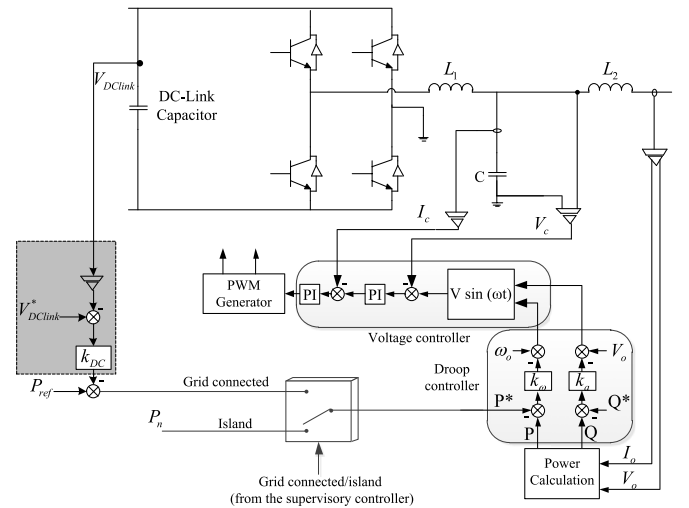 V_DClink
DC-Link
Capacitor
L_1
L_2
C
I_c
V_c
PWM
Generator
PI
PI
V sin (ωt)
Voltage controller
V*_DClink
k_DC
P_ref
Grid connected
P_n
Island
Grid connected/island
(from the supervisory controller)
Droop
controller
ω_o
V_o
k_ω
k_a
P*
Q*
P
Q
Power
Calculation
I_o
V_o
-
-
-
-
-
-
-
-